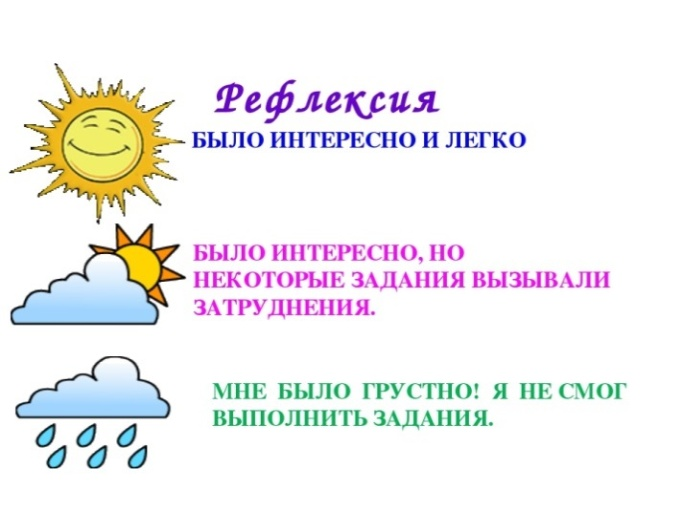 Рефлексия
БЫЛО ИНТЕРЕСНО И ЛЕГКО
БЫЛО ИНТЕРЕСНО, НО
НЕКОТОРЫЕ ЗАДАНИЯ ВЫЗЫВАЛИ
ЗАТРУДНЕНИЯ.
МНЕ БЫЛО ГРУСТНО! Я НЕ СМОГ
ВЫПОЛНИТЬ ЗАДАНИЯ.